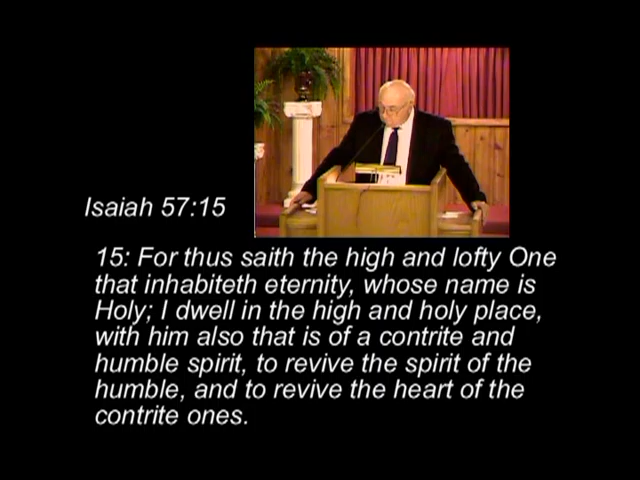 Isaiah 57:15
15: For thus saith the high and lofty One
that inhabiteth eternity, whose name is
Holy; I dwell in the high and holy place,
with him also that is of a contrite and
humble spirit, to revive the spirit of the
humble, and to revive the heart of the
contrite ones.